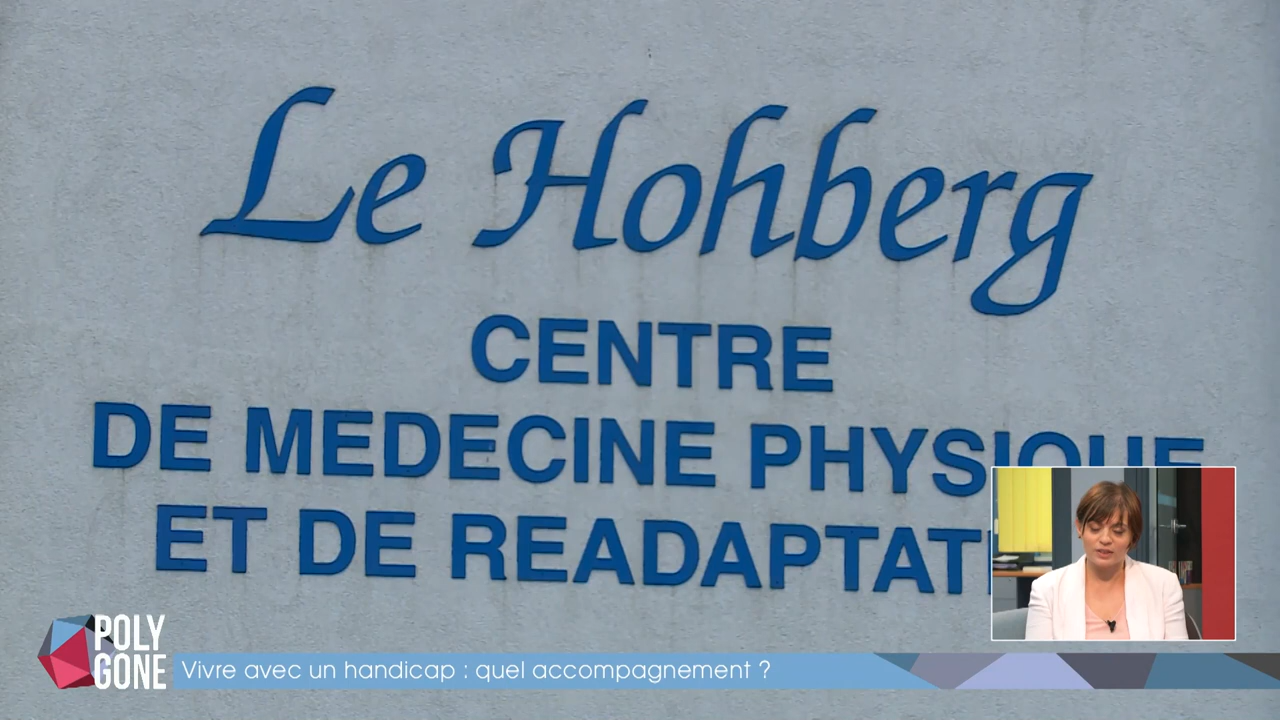 Le Hohberg
CENTRE
DE MEDECINE PHYSIQUE
ET DE READAPTAT
POLY
GONE
Vivre avec un handicap : quel accompagnement ?